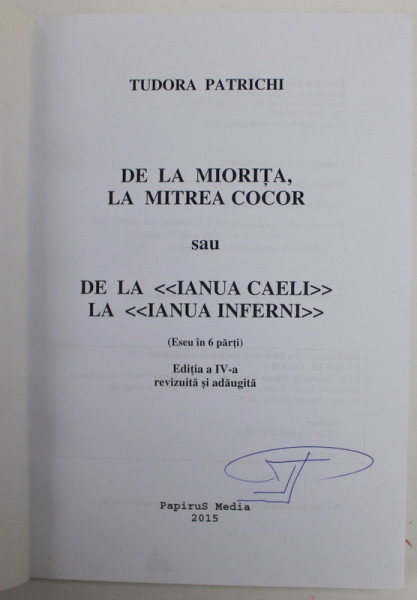 TUDORA PATRICHI
DE LA MIORIȚA,
LA MITREA COCOR
sau
DE LA <<IANUA CAELI>>
LA <<IANUA INFERNI>>
(Eseu în 6 părți)
Ediția a IV-a
revizuită și adăugită
PapiruS Media
2015